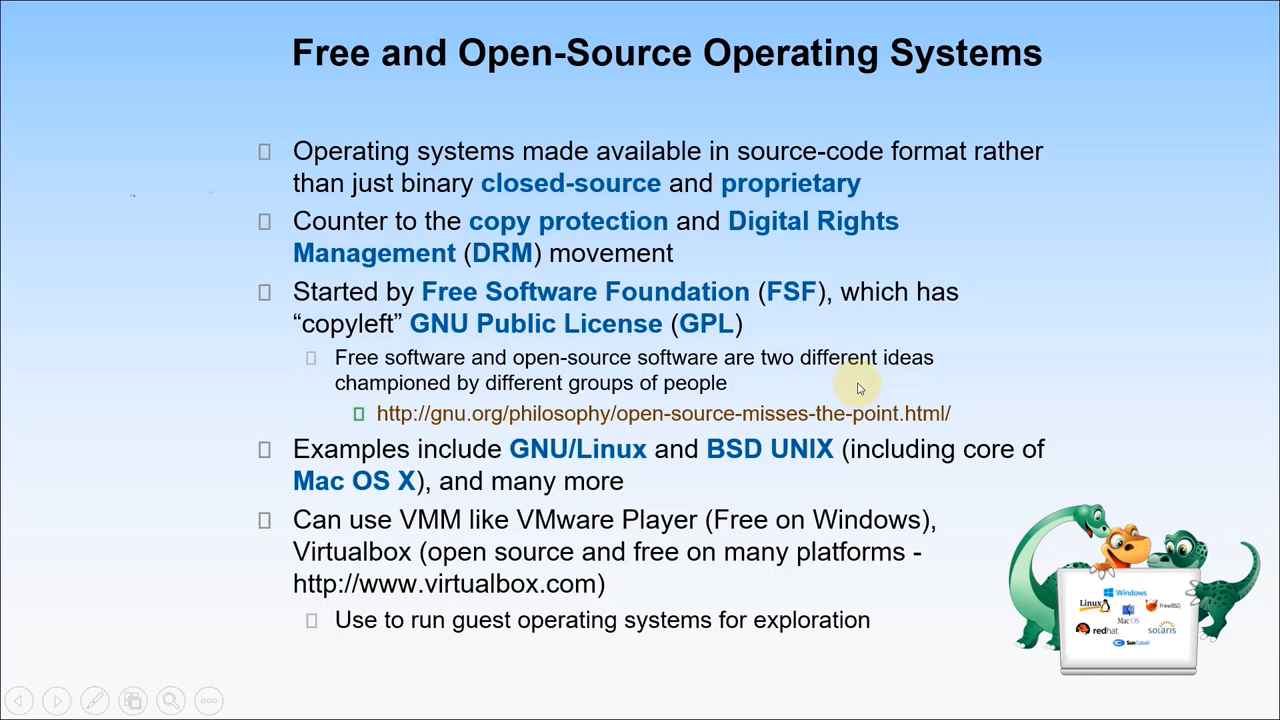 Free and Open-Source Operating Systems
Operating systems made available in source-code format rather
than just binary closed-source and proprietary
Counter to the copy protection and Digital Rights
Management (DRM) movement
Started by Free Software Foundation (FSF), which has
“copyleft” GNU Public License (GPL)
Free software and open-source software are two different ideas
championed by different groups of people
http://gnu.org/philosophy/open-source-misses-the-point.html/
Examples include GNU/Linux and BSD UNIX (including core of
Mac OS X), and many more
Can use VMM like VMware Player (Free on Windows),
Virtualbox (open source and free on many platforms -
http://www.virtualbox.com)
Use to run guest operating systems for exploration
Windows
Linux
FreeBSD
Mac OS
redhat
solaris
Sun Cobalt